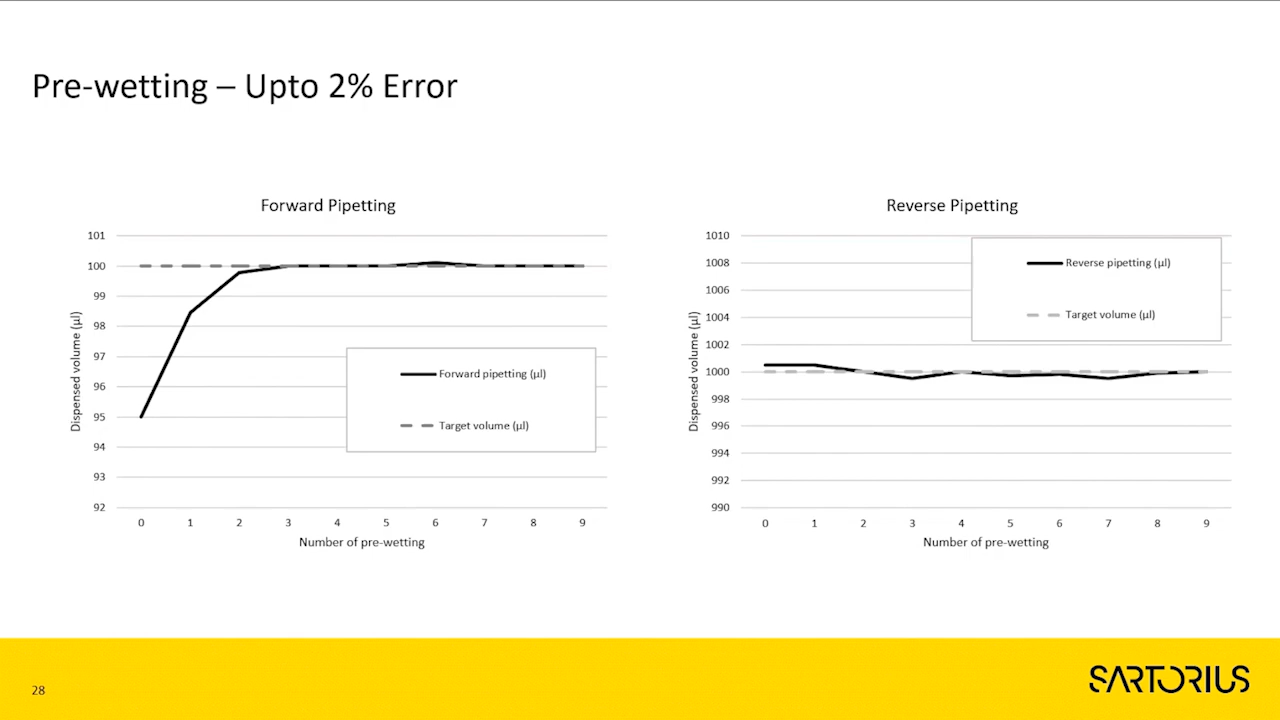 Pre-wetting – Upto 2% Error
Forward Pipetting
101
100
99
98
97
96
95
94
93
92
Dispensed volume (µl)
0 1 2 3 4 5 6 7 8 9
Number of pre-wetting
Forward pipetting (µl)
Target volume (µl)
Reverse Pipetting
1010
1008
1006
1004
1002
1000
998
996
994
992
990
Dispensed volume (µl)
0 1 2 3 4 5 6 7 8 9
Number of pre-wetting
Reverse pipetting (µl)
Target volume (µl)
28
SARTORIUS